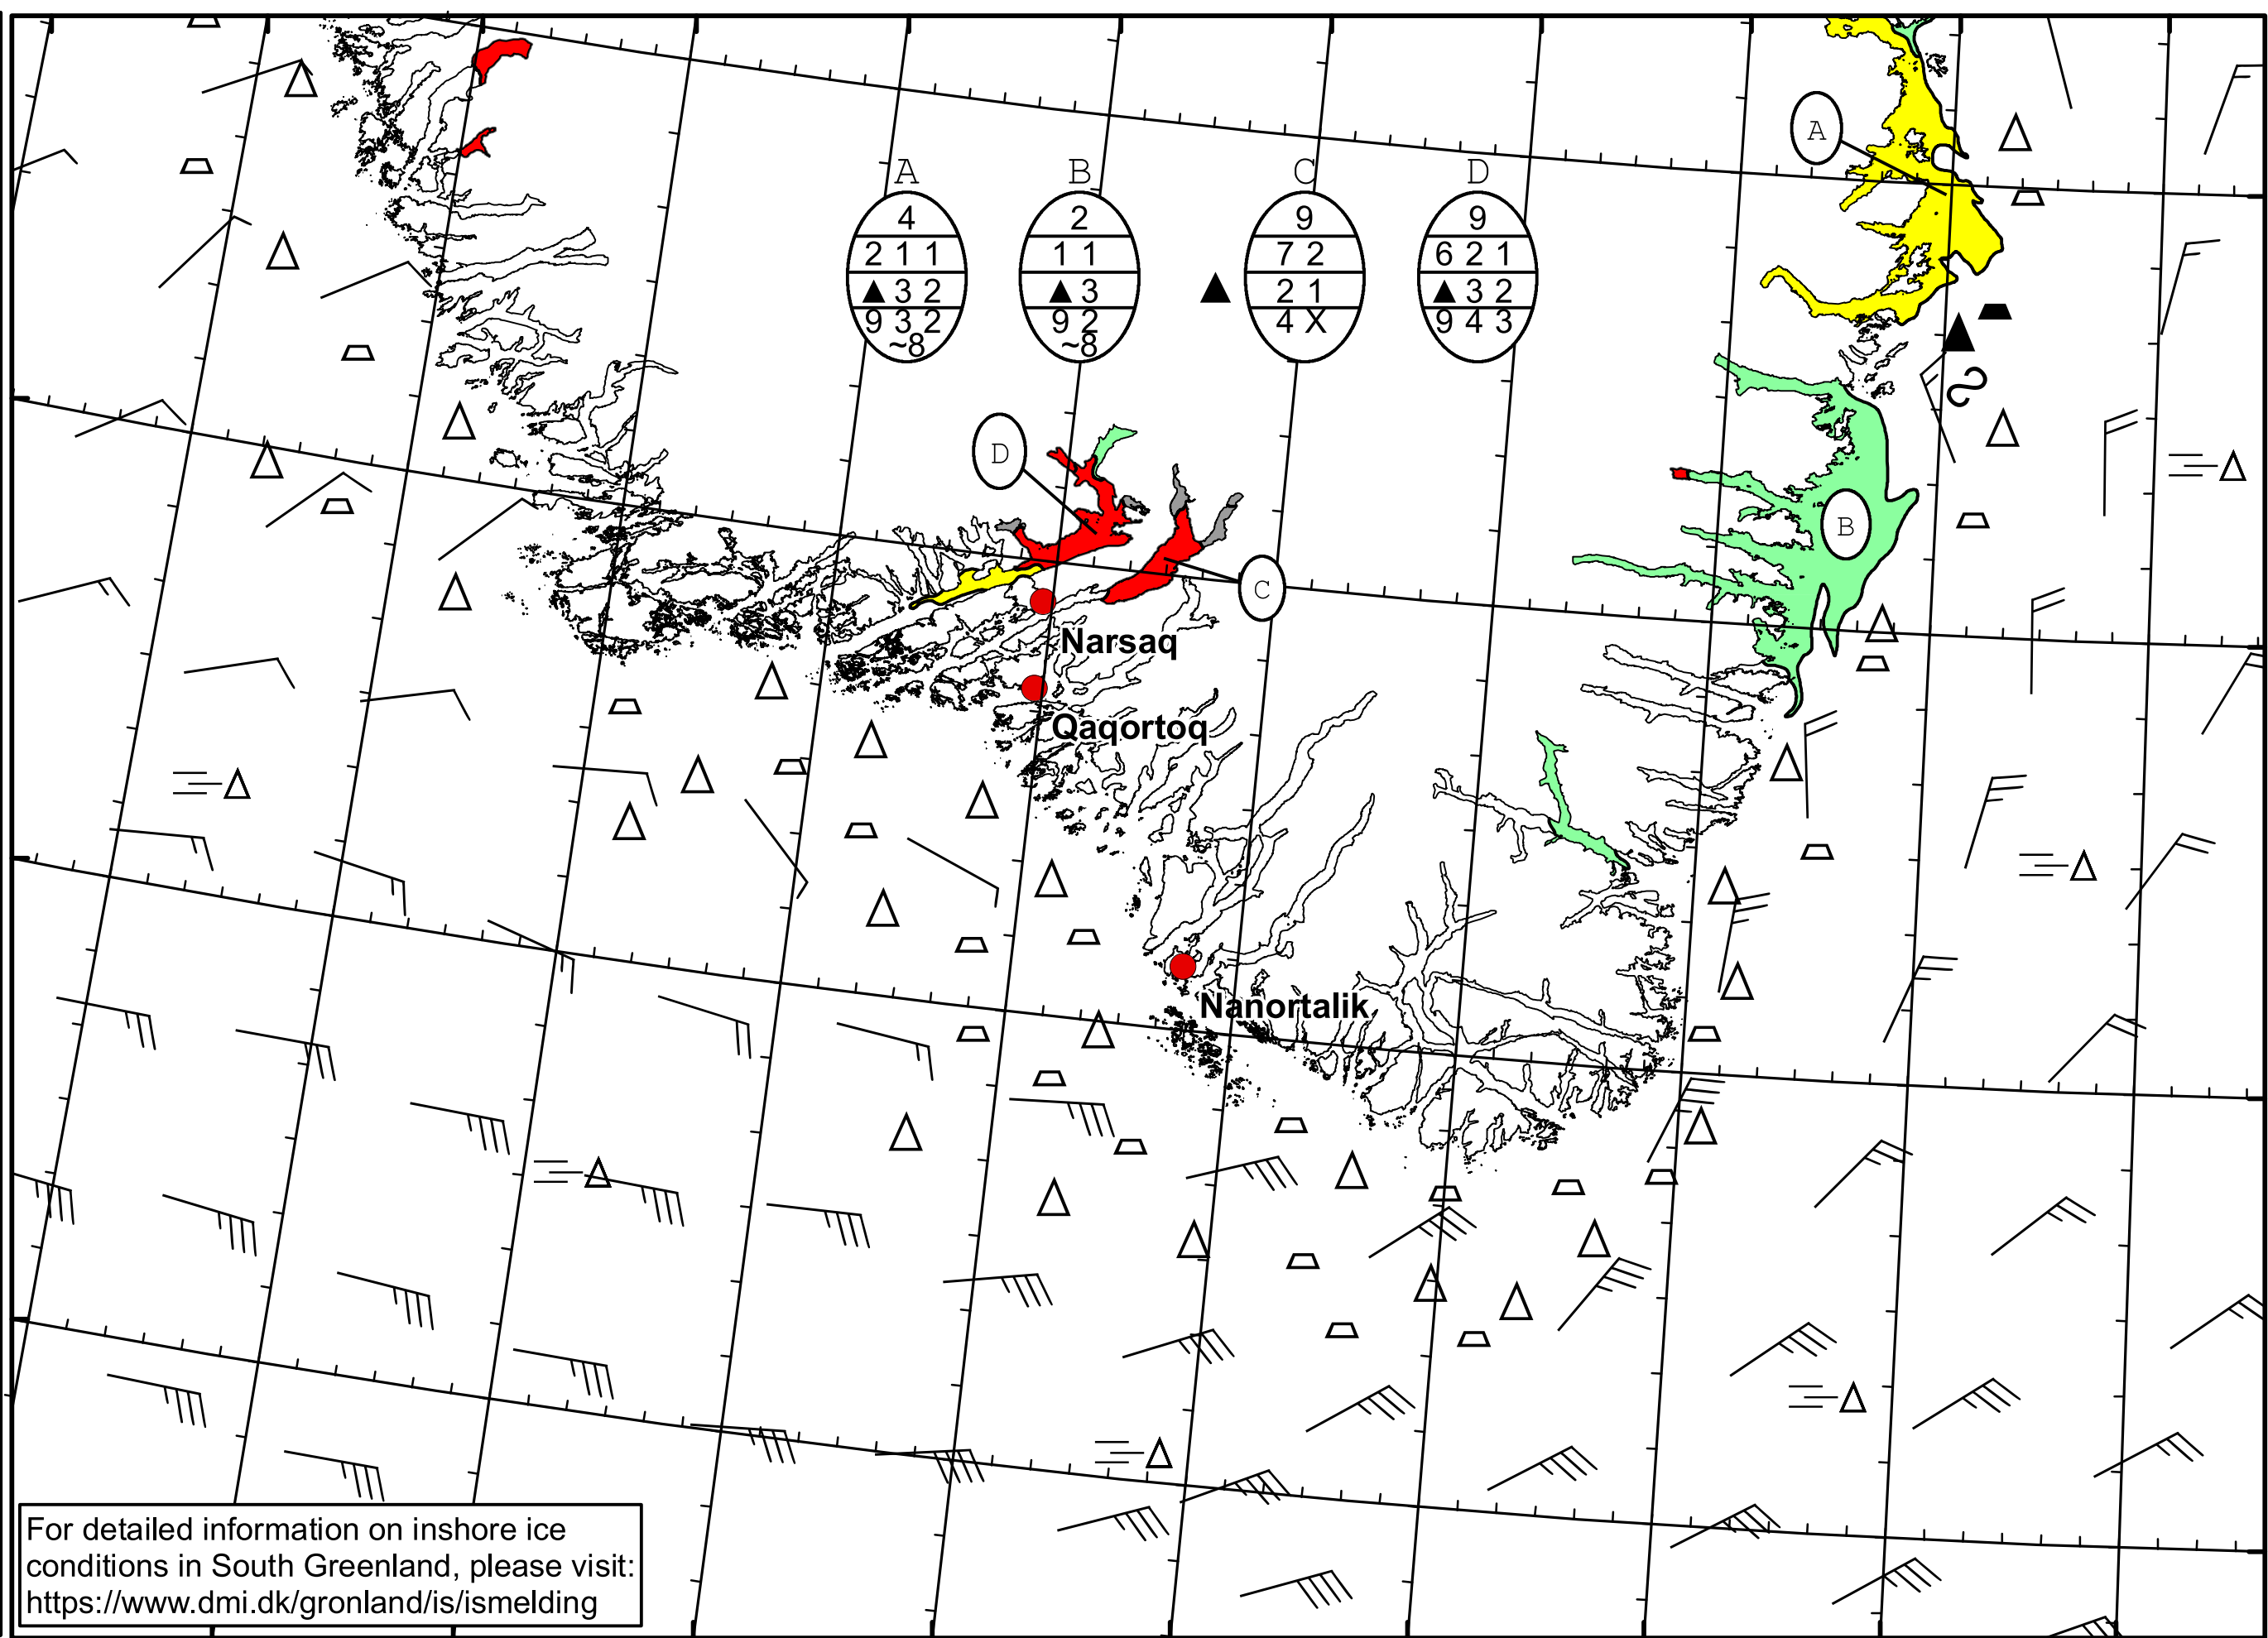 A
A B C D
4 2 9 9
2 1 1 1 1 7 2 6 2 1
▲ 3 2 ▲ 3 ▲ 2 1 ▲ 3 2
9 3 2 9 2 4 X 9 4 3
~8 ~8
D
B
C
Narsaq
Qaqortoq
Nanortalik
For detailed information on inshore ice
conditions in South Greenland, please visit:
https://www.dmi.dk/gronland/is/ismelding